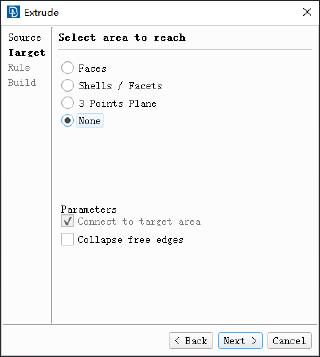 Extrude
Source
Target
Rule
Build
Select area to reach
Faces
Shells / Facets
3 Points Plane
None
Parameters
Connect to target area
Collapse free edges
< Back
Next >
Cancel